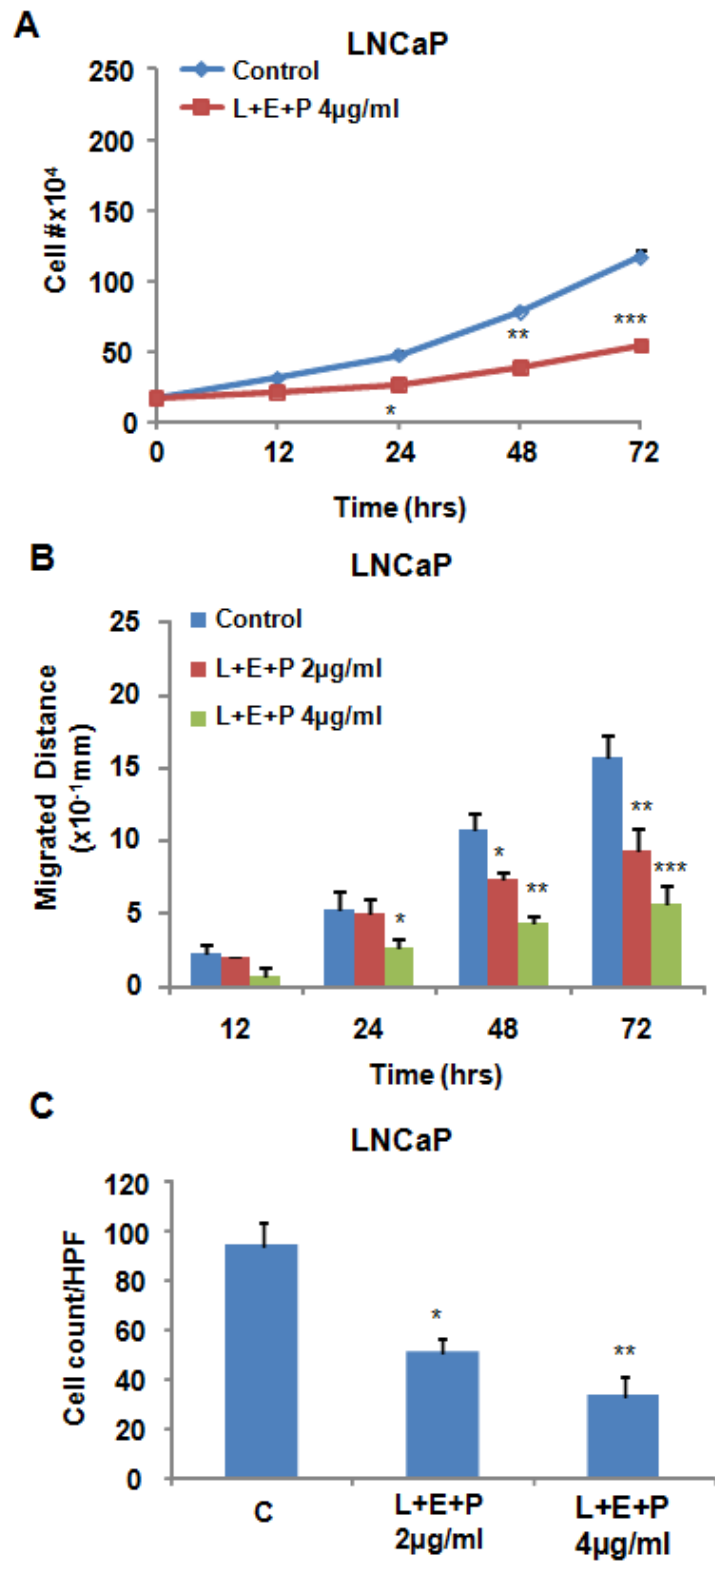 A
LNCaP
Control
L+E+P 4µg/ml
250
200
150
100
50
0
Cell #x10⁴
*
**
***
0 12 24 48 72
Time (hrs)
B
LNCaP
Control
L+E+P 2µg/ml
L+E+P 4µg/ml
25
20
15
10
5
0
Migrated Distance
(x10⁻¹mm)
*
*
**
**
***
12 24 48 72
Time (hrs)
C
LNCaP
120
100
80
60
40
20
0
Cell count/HPF
*
**
C
L+E+P
2µg/ml
L+E+P
4µg/ml